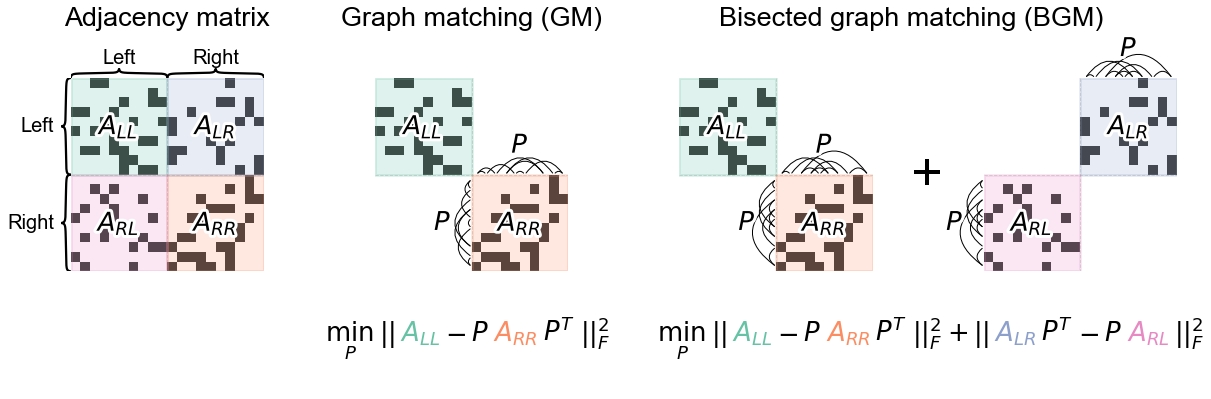 Adjacency matrix
Graph matching (GM)
Bisected graph matching (BGM)
Left Right
Left
Right
A_{LL} A_{LR}
A_{RL} A_{RR}
A_{LL}
P
P
A_{RR}
A_{LL}
P
P
A_{RR}
+
P
A_{LR}
P
A_{RL}
min_P || A_{LL} − P A_{RR} P^T ||_F^2
min_P || A_{LL} − P A_{RR} P^T ||_F^2 + || A_{LR} P^T − P A_{RL} ||_F^2